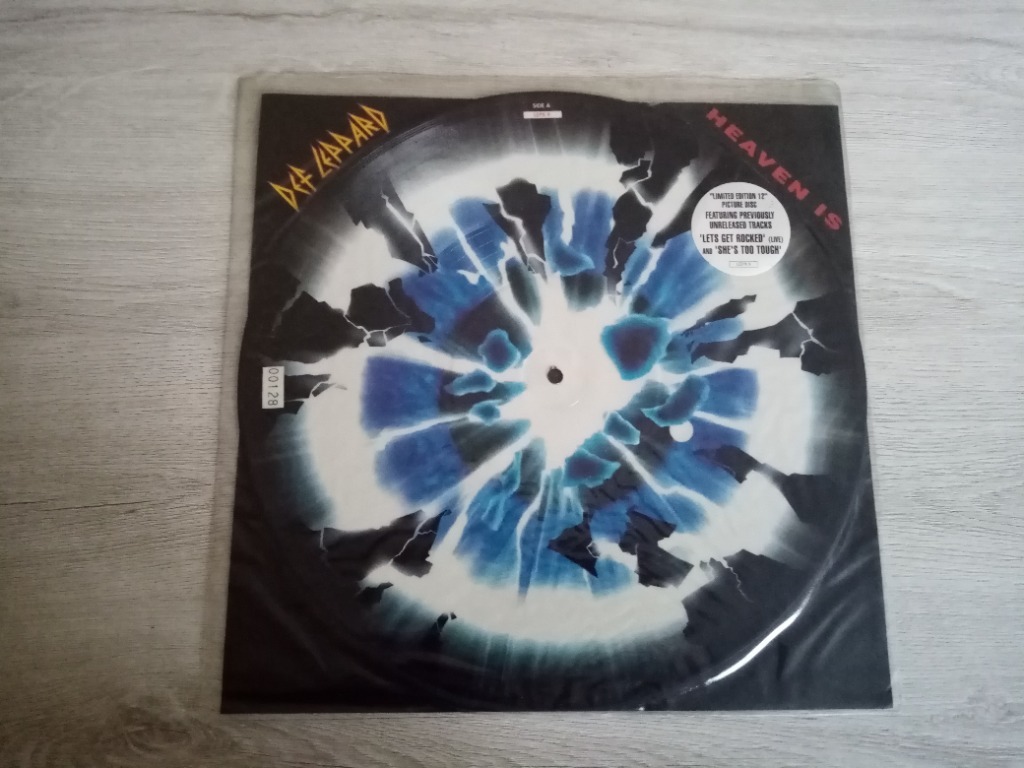 SIDE A
DEF LEPPARD
HEAVEN IS
"LIMITED EDITION 12"
PICTURE DISC
FEATURING PREVIOUSLY
UNRELEASED TRACKS
'LETS GET ROCKED' (LIVE)
AND 'SHE'S TOO TOUGH'
00128